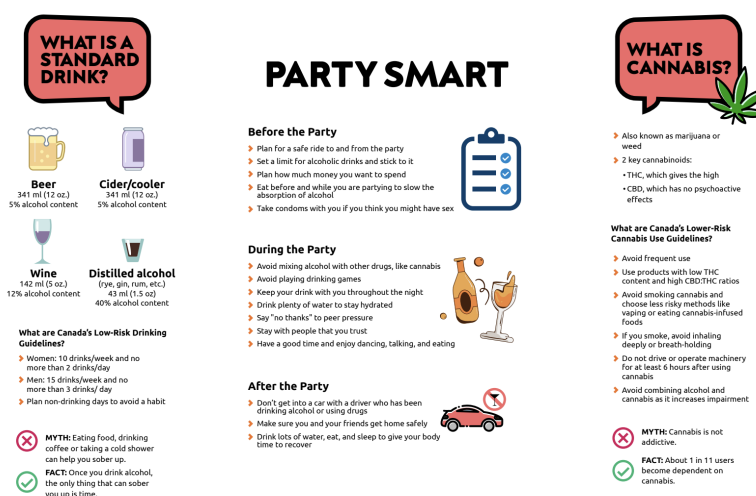 WHAT IS A
STANDARD
DRINK?
Beer
341 ml (12 oz.)
5% alcohol content
Cider/cooler
341 ml (12 oz.)
5% alcohol content
Wine
142 ml (5 oz.)
12% alcohol content
Distilled alcohol
(rye, gin, rum, etc.)
43 ml (1.5 oz)
40% alcohol content
What are Canada's Low-Risk Drinking
Guidelines?
Women: 10 drinks/week and no
more than 2 drinks/day
Men: 15 drinks/week and no
more than 3 drinks/ day
Plan non-drinking days to avoid a habit
MYTH: Eating food, drinking
coffee or taking a cold shower
can help you sober up.
FACT: Once you drink alcohol,
the only thing that can sober
you up is time.
PARTY SMART
Before the Party
Plan for a safe ride to and from the party
Set a limit for alcoholic drinks and stick to it
Plan how much money you want to spend
Eat before and while you are partying to slow the
absorption of alcohol
Take condoms with you if you think you might have sex
During the Party
Avoid mixing alcohol with other drugs, like cannabis
Avoid playing drinking games
Keep your drink with you throughout the night
Drink plenty of water to stay hydrated
Say "no thanks" to peer pressure
Stay with people that you trust
Have a good time and enjoy dancing, talking, and eating
After the Party
Don't get into a car with a driver who has been
drinking alcohol or using drugs
Make sure you and your friends get home safely
Drink lots of water, eat, and sleep to give your body
time to recover
WHAT IS
CANNABIS?
Also known as marijuana or
weed
2 key cannabinoids:
•THC, which gives the high
•CBD, which has no psychoactive
effects
What are Canada's Lower-Risk
Cannabis Use Guidelines?
Avoid frequent use
Use products with low THC
content and high CBD:THC ratios
Avoid smoking cannabis and
choose less risky methods like
vaping or eating cannabis-infused
foods
If you smoke, avoid inhaling
deeply or breath-holding
Do not drive or operate machinery
for at least 6 hours after using
cannabis
Avoid combining alcohol and
cannabis as it increases impairment
MYTH: Cannabis is not
addictive.
FACT: About 1 in 11 users
become dependent on
cannabis.